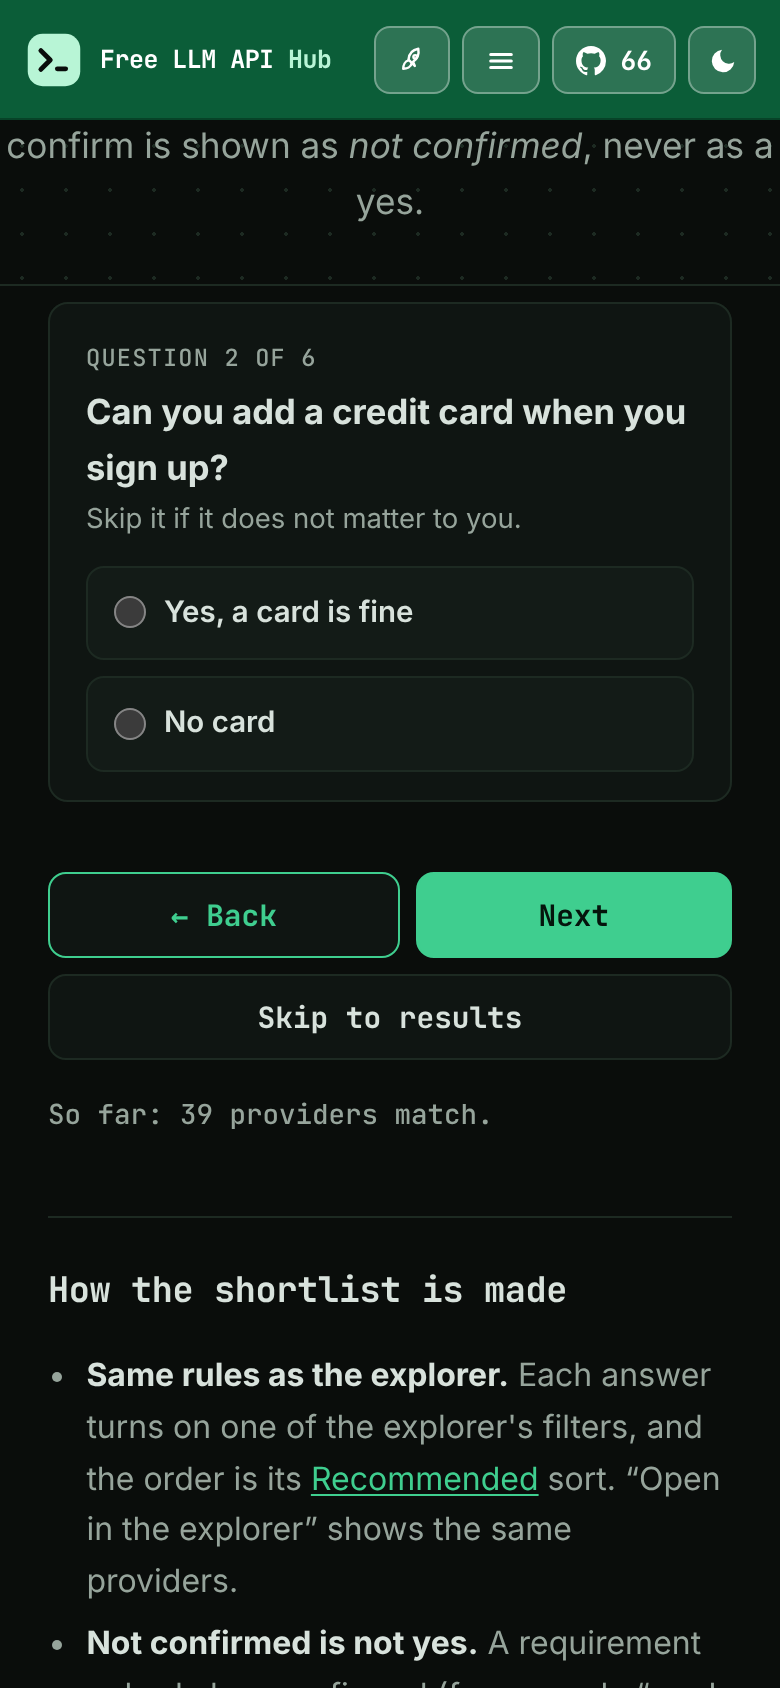 Free LLM API Hub
66
confirm is shown as not confirmed, never as a
yes.
QUESTION 2 OF 6
Can you add a credit card when you
sign up?
Skip it if it does not matter to you.
Yes, a card is fine
No card
← Back
Next
Skip to results
So far: 39 providers match.
How the shortlist is made
• Same rules as the explorer. Each answer
turns on one of the explorer's filters, and
the order is its Recommended sort. “Open
in the explorer” shows the same
providers.
• Not confirmed is not yes. A requirement